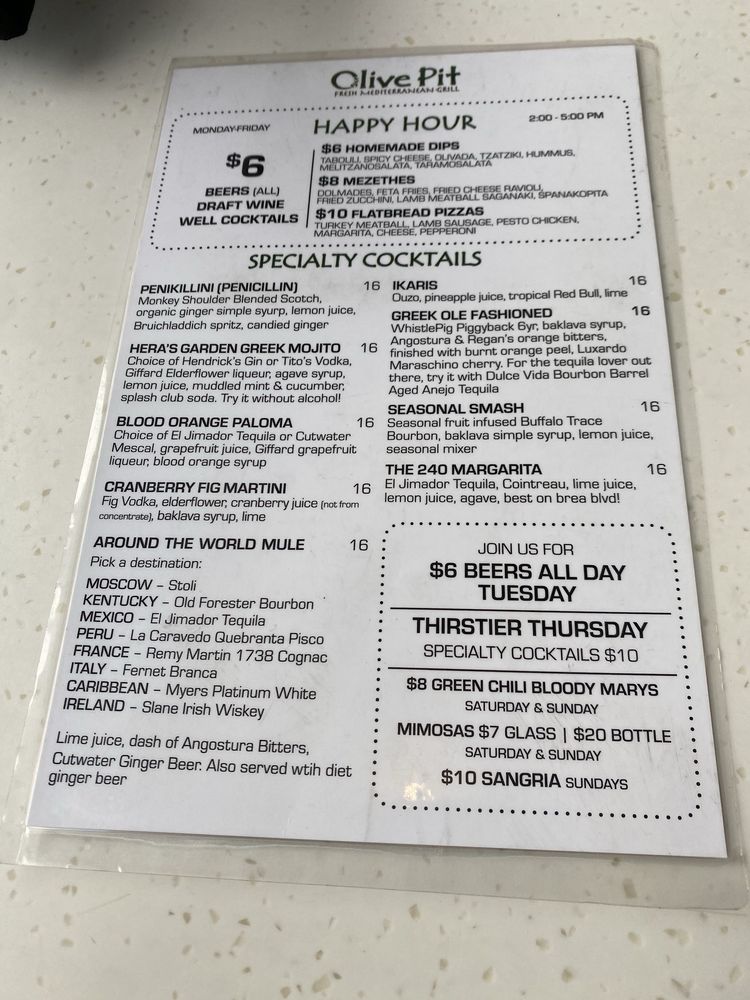 Olive Pit
FRESH MEDITERRANEAN GRILL
MONDAY-FRIDAY
HAPPY HOUR
2:00 - 5:00 PM
$6
BEERS (ALL)
DRAFT WINE
WELL COCKTAILS
$6 HOMEMADE DIPS
TABOULI, SPICY CHEESE, OLIVADA, TZATZIKI, HUMMUS,
MELITZANOSALATA, TARAMOSALATA
$8 MEZETHES
DOLMADES, FETA FRIES, FRIED CHEESE RAVIOLI,
FRIED ZUCCHINI, LAMB MEATBALL SAGANAKI, SPANAKOPITA
$10 FLATBREAD PIZZAS
TURKEY MEATBALL, LAMB SAUSAGE, PESTO CHICKEN,
MARGARITA, CHEESE, PEPPERONI
SPECIALTY COCKTAILS
PENIKILLINI (PENICILLIN) 16
Monkey Shoulder Blended Scotch,
organic ginger simple syurp, lemon juice,
Bruichladdich spritz, candied ginger
HERA'S GARDEN GREEK MOJITO 16
Choice of Hendrick's Gin or Tito's Vodka,
Giffard Elderflower liqueur, agave syrup,
lemon juice, muddled mint & cucumber,
splash club soda. Try it without alcohol!
BLOOD ORANGE PALOMA 16
Choice of El Jimador Tequila or Cutwater
Mescal, grapefruit juice, Giffard grapefruit
liqueur, blood orange syrup
CRANBERRY FIG MARTINI 16
Fig Vodka, elderflower, cranberry juice (not from
concentrate), baklava syrup, lime
AROUND THE WORLD MULE 16
Pick a destination:
MOSCOW – Stoli
KENTUCKY – Old Forester Bourbon
MEXICO – El Jimador Tequila
PERU – La Caravedo Quebranta Pisco
FRANCE – Remy Martin 1738 Cognac
ITALY – Fernet Branca
CARIBBEAN – Myers Platinum White
IRELAND – Slane Irish Wiskey
Lime juice, dash of Angostura Bitters,
Cutwater Ginger Beer. Also served wtih diet
ginger beer
IKARIS 16
Ouzo, pineapple juice, tropical Red Bull, lime
GREEK OLE FASHIONED 16
WhistlePig Piggyback 6yr, baklava syrup,
Angostura & Regan's orange bitters,
finished with burnt orange peel, Luxardo
Maraschino cherry. For the tequila lover out
there, try it with Dulce Vida Bourbon Barrel
Aged Anejo Tequila
SEASONAL SMASH 16
Seasonal fruit infused Buffalo Trace
Bourbon, baklava simple syrup, lemon juice,
seasonal mixer
THE 240 MARGARITA 16
El Jimador Tequila, Cointreau, lime juice,
lemon juice, agave, best on brea blvd!
JOIN US FOR
$6 BEERS ALL DAY
TUESDAY
THIRSTIER THURSDAY
SPECIALTY COCKTAILS $10
$8 GREEN CHILI BLOODY MARYS
SATURDAY & SUNDAY
MIMOSAS $7 GLASS | $20 BOTTLE
SATURDAY & SUNDAY
$10 SANGRIA SUNDAYS